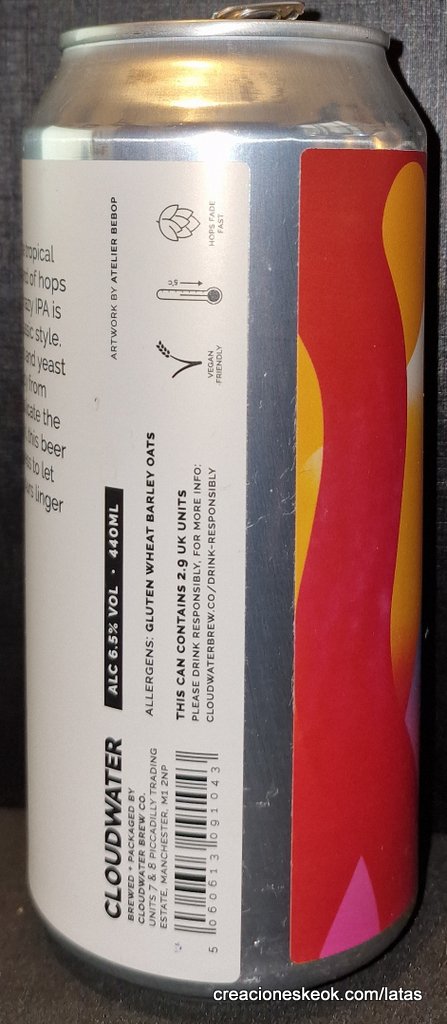 tropical
of hops
IPA is
style.
and yeast
from
the
this beer
to let
linger
ARTWORK BY ATELIER BEBOP
HOPS FADE
FAST
5°C
VEGAN
FRIENDLY
ALC 6.5% VOL · 440ML
ALLERGENS: GLUTEN WHEAT BARLEY OATS
THIS CAN CONTAINS 2.9 UK UNITS
PLEASE DRINK RESPONSIBLY, FOR MORE INFO:
CLOUDWATERBREW.CO/DRINK-RESPONSIBLY
CLOUDWATER
BREWED + PACKAGED BY
CLOUDWATER BREW CO.
UNITS 7 & 8 PICCADILLY TRADING
ESTATE, MANCHESTER, M1 2NP
5 060613 091043
creacioneskeok.com/latas